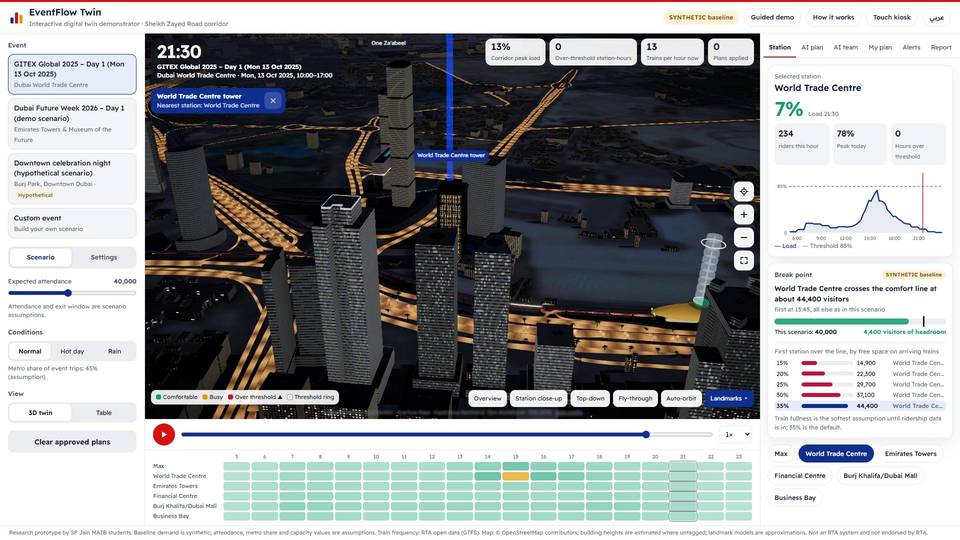 EventFlow Twin
Interactive digital twin demonstrator · Sheikh Zayed Road corridor
SYNTHETIC baseline
Guided demo
How it works
Touch kiosk
عربي
Event
GITEX Global 2025 – Day 1 (Mon
13 Oct 2025)
Dubai World Trade Centre
Dubai Future Week 2026 – Day 1
(demo scenario)
Emirates Towers & Museum of the
Future
Downtown celebration night
(hypothetical scenario)
Burj Park, Downtown Dubai ·
Hypothetical
Custom event
Build your own scenario
Scenario
Settings
Expected attendance
40,000
Attendance and exit window are scenario
assumptions.
Conditions
Normal
Hot day
Rain
Metro share of event trips: 45%
(assumption)
View
3D twin
Table
Clear approved plans
21:30
GITEX Global 2025 – Day 1 (Mon 13 Oct 2025)
Dubai World Trade Centre · Mon, 13 Oct 2025, 10:00–17:00
World Trade Centre tower
Nearest station: World Trade Centre
One Za'abeel
13%
Corridor peak load
0
Over-threshold station-hours
13
Trains per hour now
0
Plans applied
World Trade Centre tower
Comfortable
Busy
Over threshold ▲
Threshold ring
Overview
Station close-up
Top-down
Fly-through
Auto-orbit
Landmarks
1×
5 6 7 8 9 10 11 12 13 14 15 16 17 18 19 20 21 22 23
Max
World Trade Centre
Emirates Towers
Financial Centre
Burj Khalifa/Dubai Mall
Business Bay
Station
AI plan
AI team
My plan
Alerts
Report
Selected station
World Trade Centre
7% Load 21:30
234
riders this hour
78%
Peak today
0
Hours over
threshold
85%
0
6:00 9:00 12:00 15:00 18:00 21:00
— Load
Threshold 85%
Break point
SYNTHETIC baseline
World Trade Centre crosses the comfort line at
about 44,400 visitors
first at 15:45, all else as in this scenario
This scenario: 40,000
4,400 visitors of headroom
First station over the line, by free space on arriving trains
15% 14,900 World Trade Cen...
20% 22,300 World Trade Cen...
25% 29,700 World Trade Cen...
30% 37,100 World Trade Cen...
35% 44,400 World Trade Ce...
Train fullness is the softest assumption until ridership data
is in; 35% is the default.
Max
World Trade Centre
Emirates Towers
Financial Centre
Burj Khalifa/Dubai Mall
Business Bay
Research prototype by SP Jain MAIB students. Baseline demand is synthetic; attendance, metro share and capacity values are assumptions. Train frequency: RTA open data (GTFS). Map: © OpenStreetMap contributors; building heights are estimated where untagged; landmark models are approximations. Not an RTA system and not endorsed by RTA.